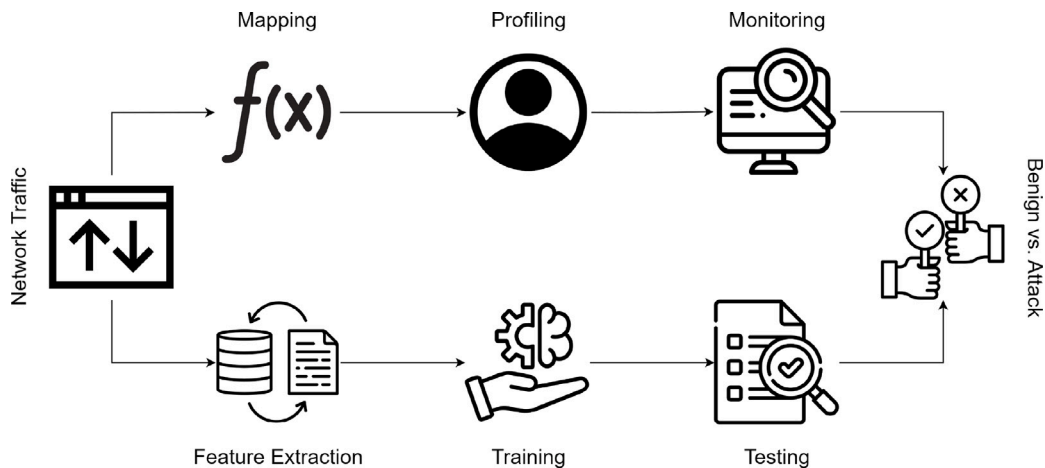 Mapping
Profiling
Monitoring
f(x)
Network Traffic
Benign vs. Attack
Feature Extraction
Training
Testing